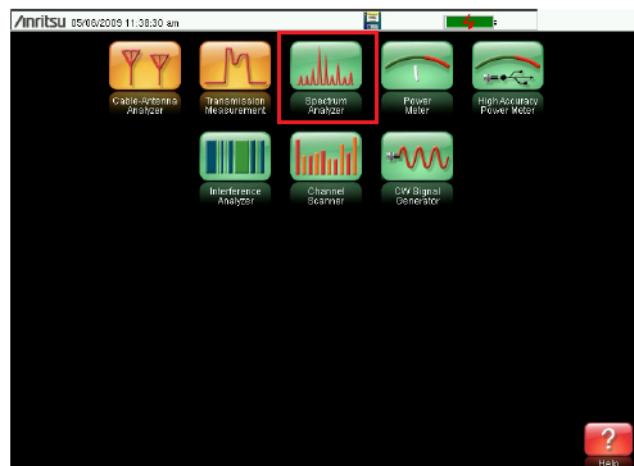 Anritsu 05/06/2009 11:38:30 am
Cable-Antenna
Analyzer
Transmission
Measurement
Spectrum
Analyzer
Power
Meter
High Accuracy
Power Meter
Interference
Analyzer
Channel
Scanner
CW Signal
Generator
?
Help